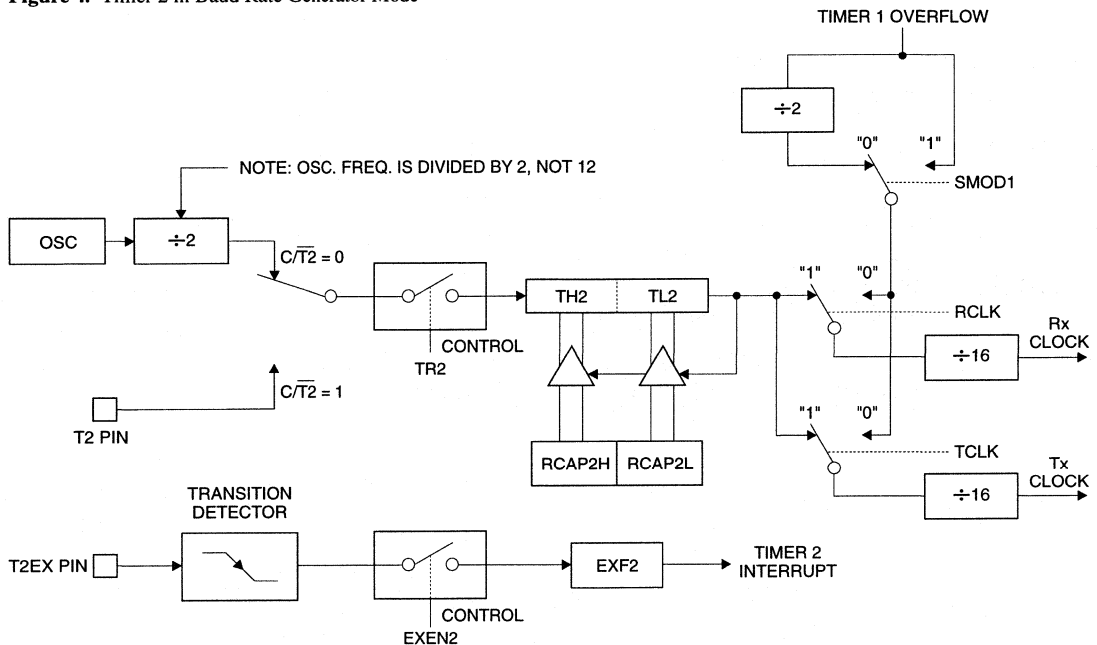 Figure 4. Timer 2 in Baud Rate Generator Mode
TIMER 1 OVERFLOW
÷2
"0" "1"
NOTE: OSC. FREQ. IS DIVIDED BY 2, NOT 12
SMOD1
OSC
÷2
C/T̅2̅ = 0
"1" "0"
TH2 TL2
RCLK
Rx
CLOCK
÷16
CONTROL
TR2
C/T̅2̅ = 1
T2 PIN
"1" "0"
RCAP2H RCAP2L
TCLK
Tx
CLOCK
÷16
TRANSITION
DETECTOR
T2EX PIN
EXF2
TIMER 2
INTERRUPT
CONTROL
EXEN2